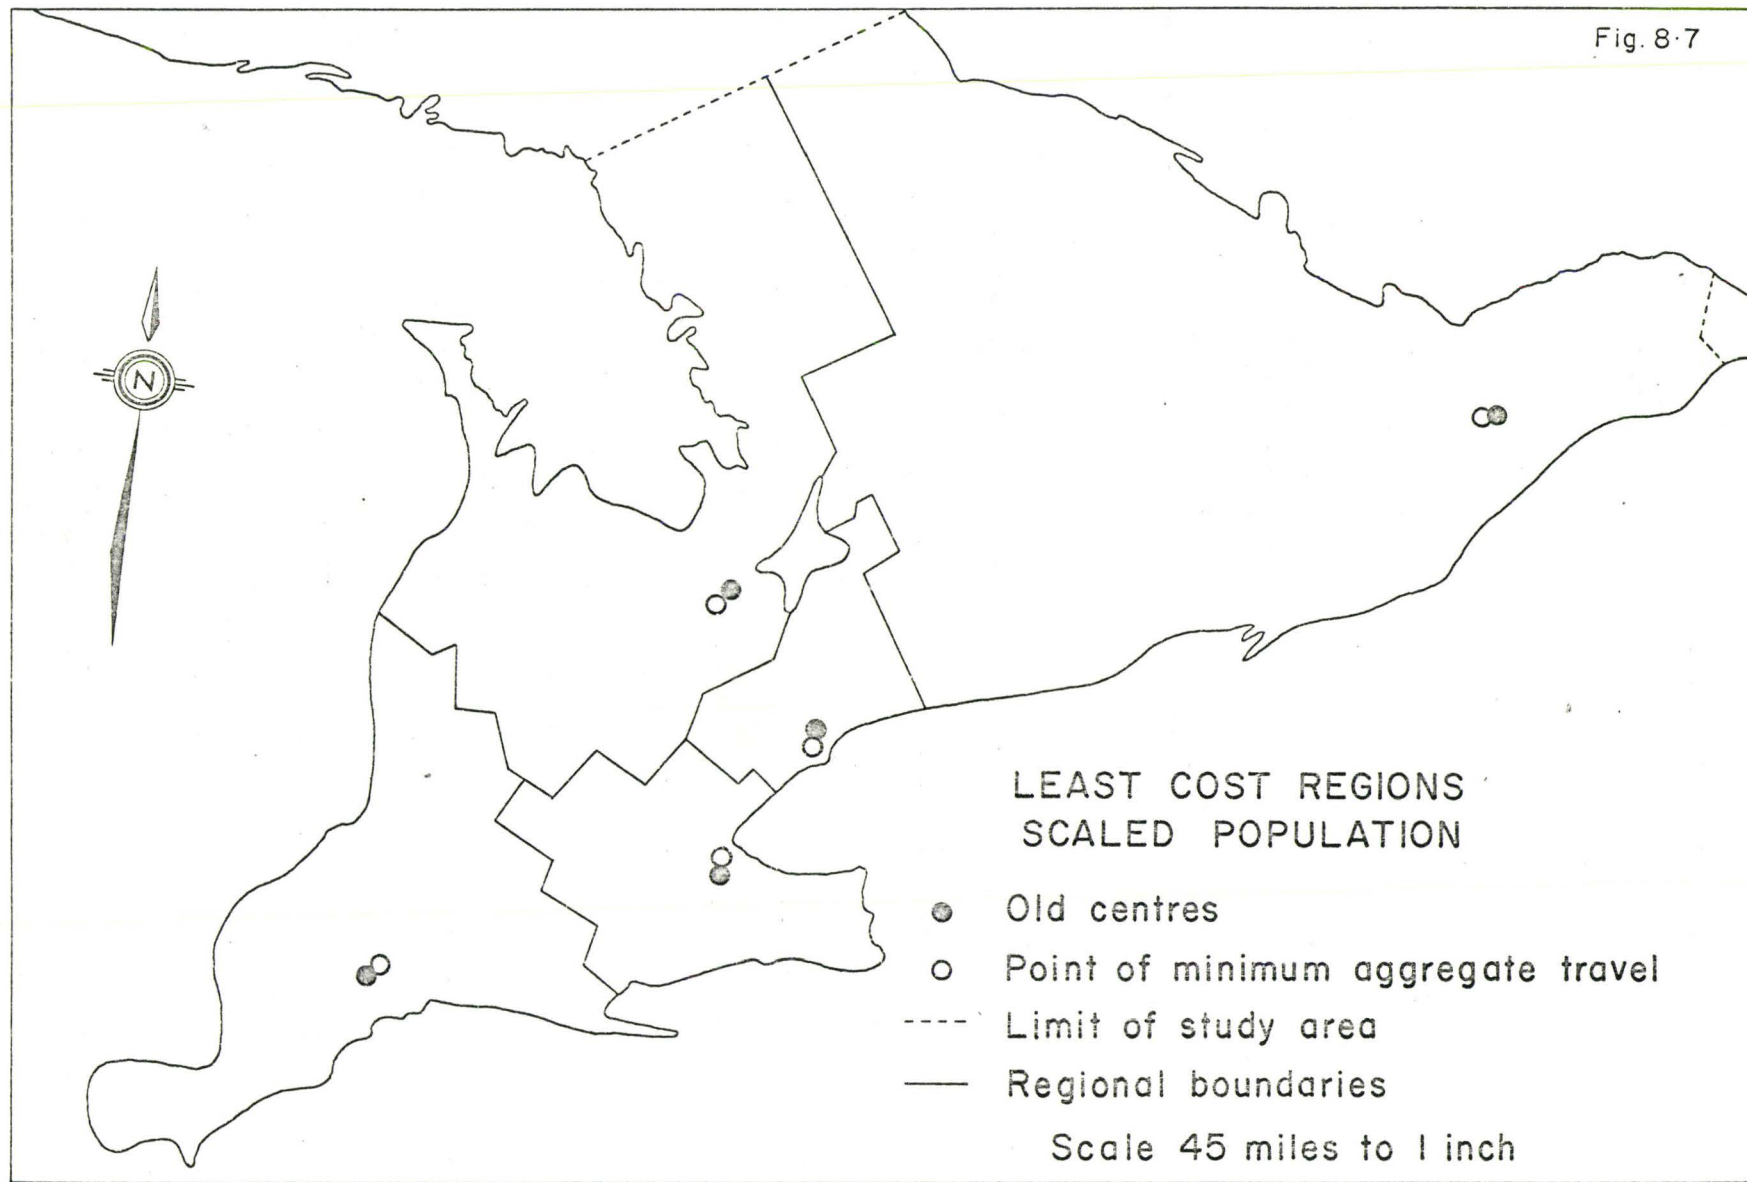 Fig. 8·7
N
LEAST COST REGIONS
SCALED POPULATION
Old centres
Point of minimum aggregate travel
Limit of study area
Regional boundaries
Scale 45 miles to 1 inch